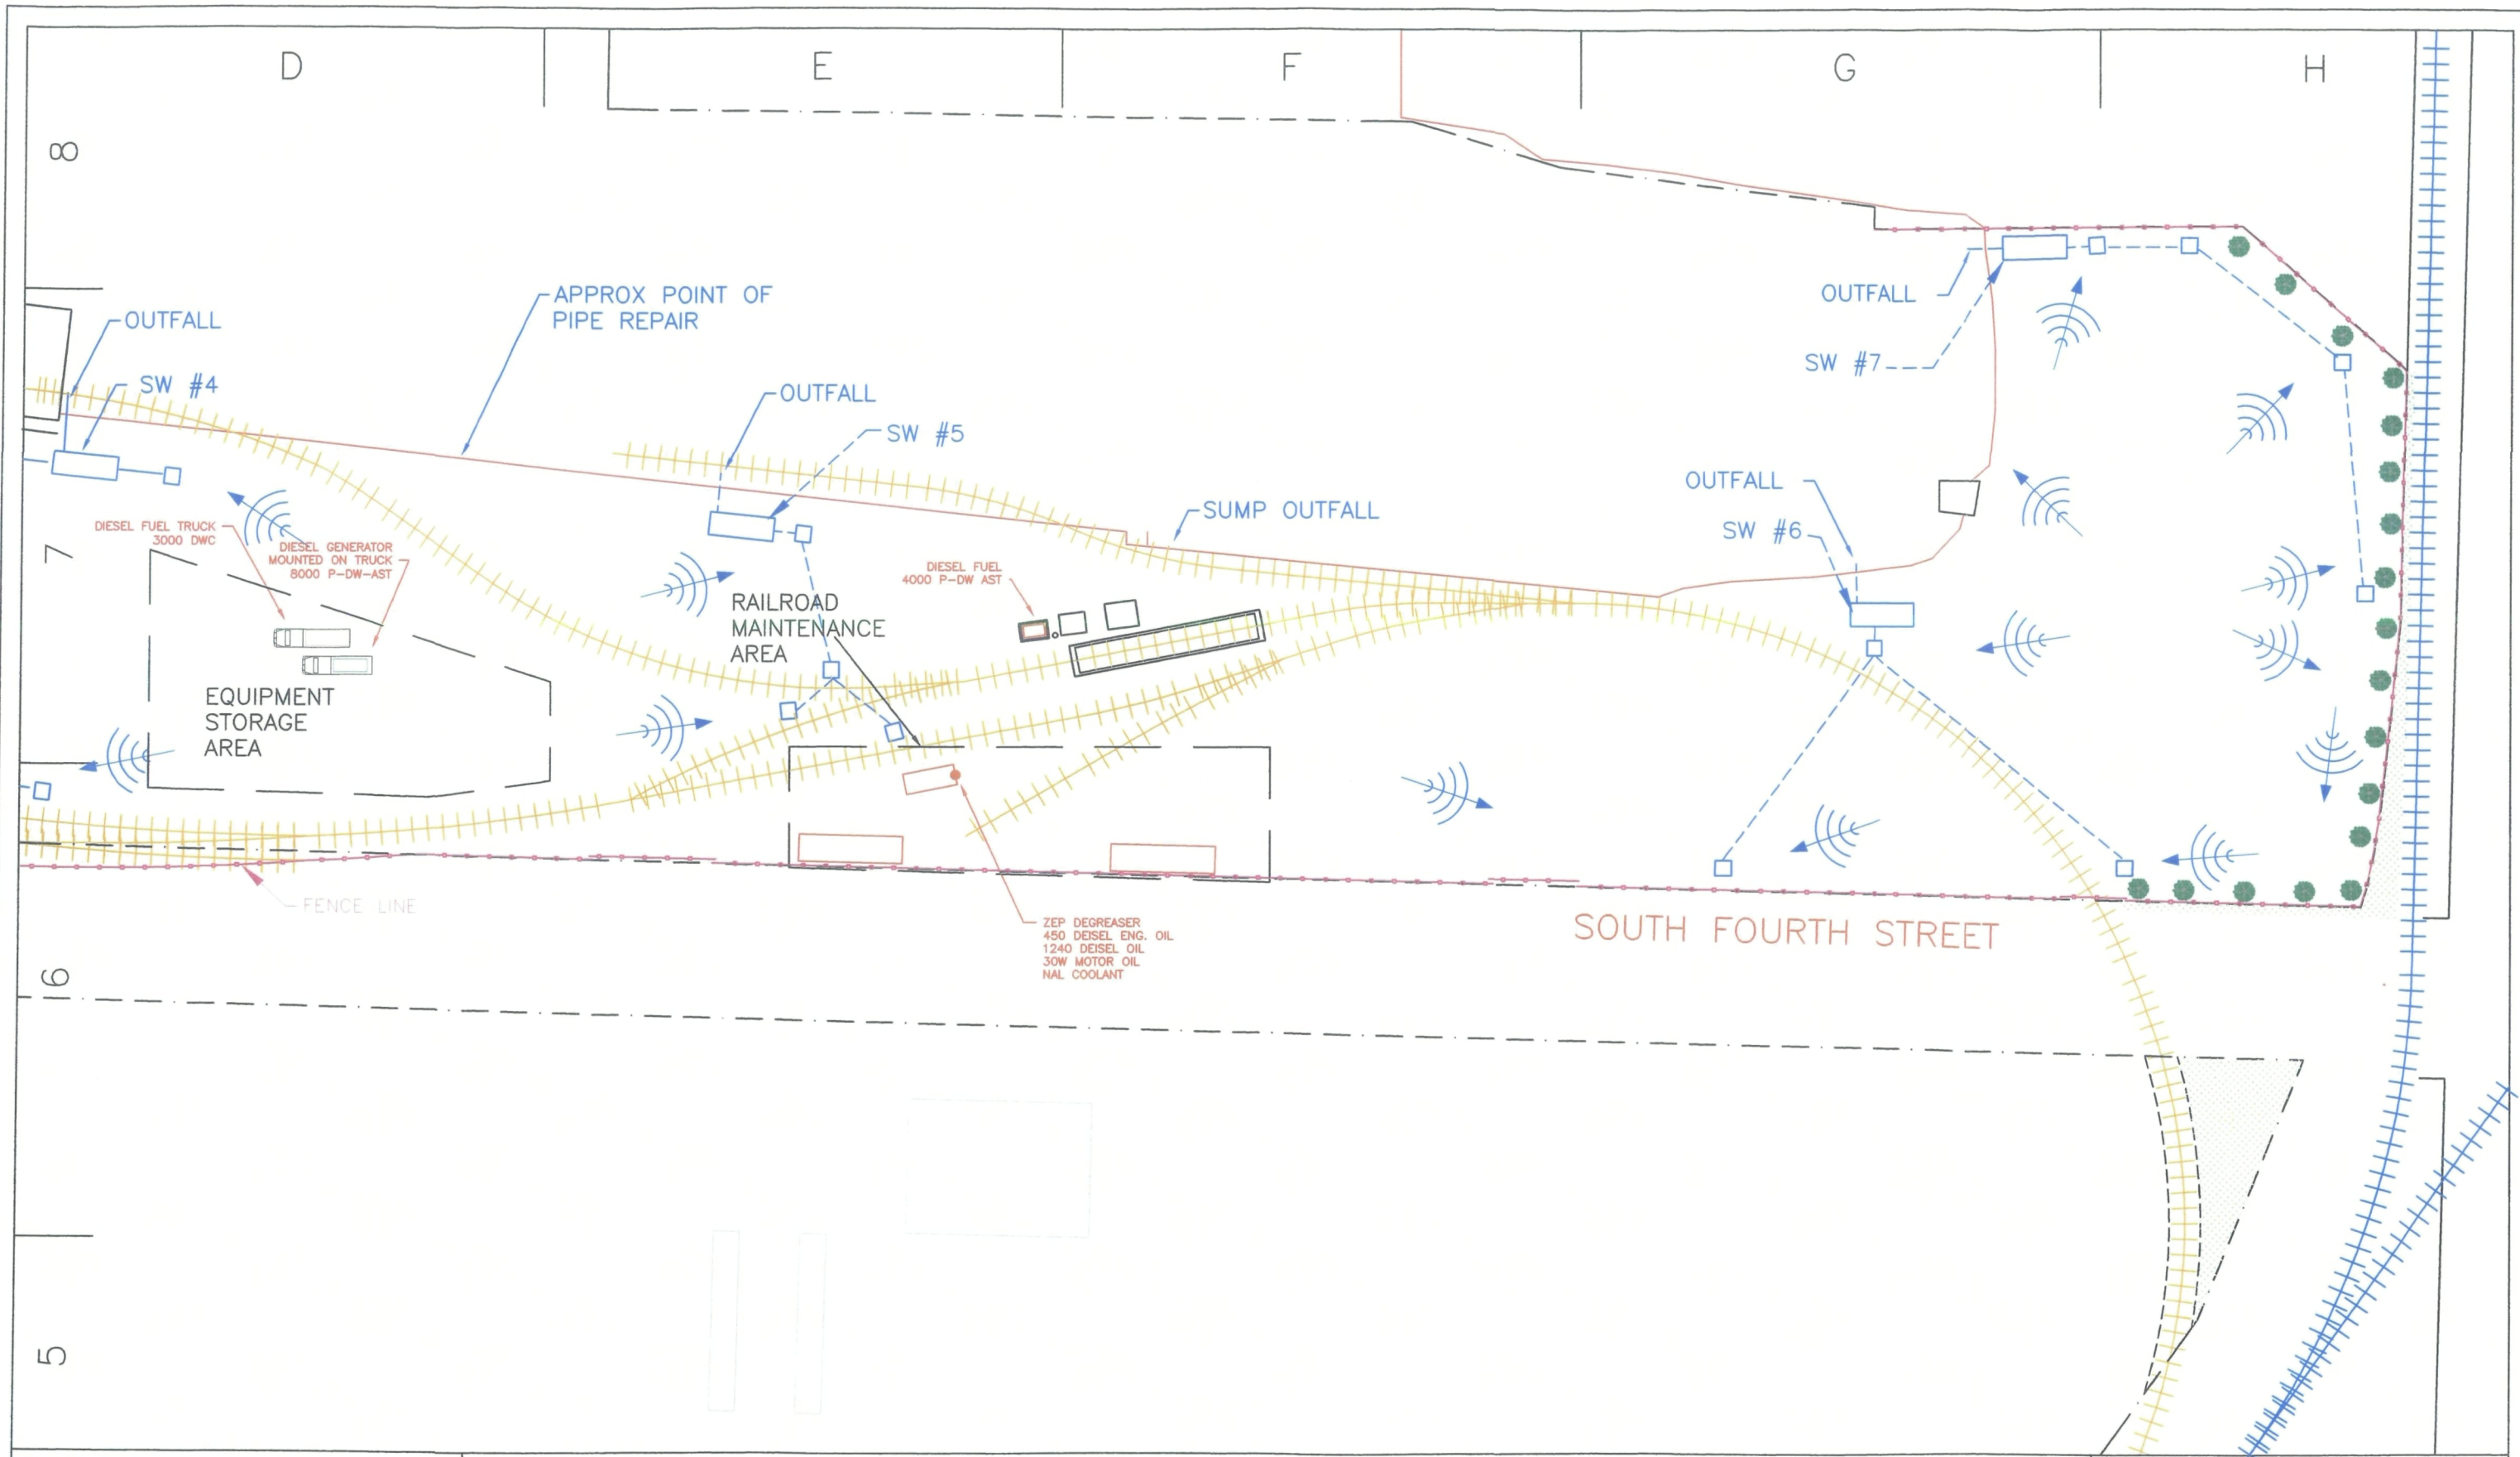 D
E
F
G
H
8
7
6
5
OUTFALL
SW #4
APPROX POINT OF
PIPE REPAIR
OUTFALL
SW #5
SUMP OUTFALL
OUTFALL
SW #7
OUTFALL
SW #6
DIESEL FUEL TRUCK
3000 DWC
DIESEL GENERATOR
MOUNTED ON TRUCK
8000 P-DW-AST
DIESEL FUEL
4000 P-DW AST
RAILROAD
MAINTENANCE
AREA
EQUIPMENT
STORAGE
AREA
FENCE LINE
ZEP DEGREASER
450 DEISEL ENG. OIL
1240 DEISEL OIL
30W MOTOR OIL
NAL COOLANT
SOUTH FOURTH STREET